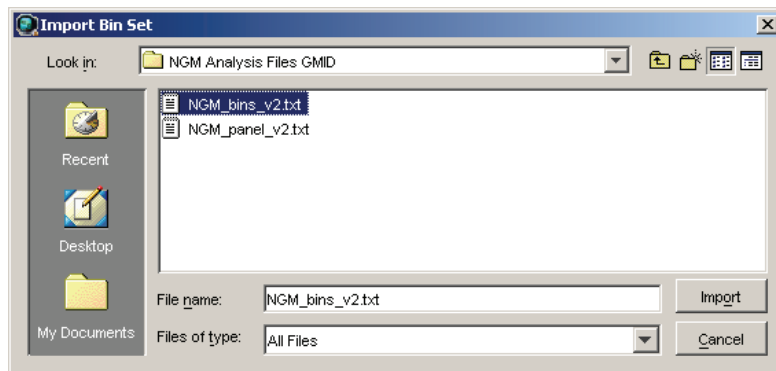 Import Bin Set
Look in: NGM Analysis Files GMID
NGM_bins_v2.txt
NGM_panel_v2.txt
Recent
Desktop
My Documents
File name: NGM_bins_v2.txt Import
Files of type: All Files Cancel